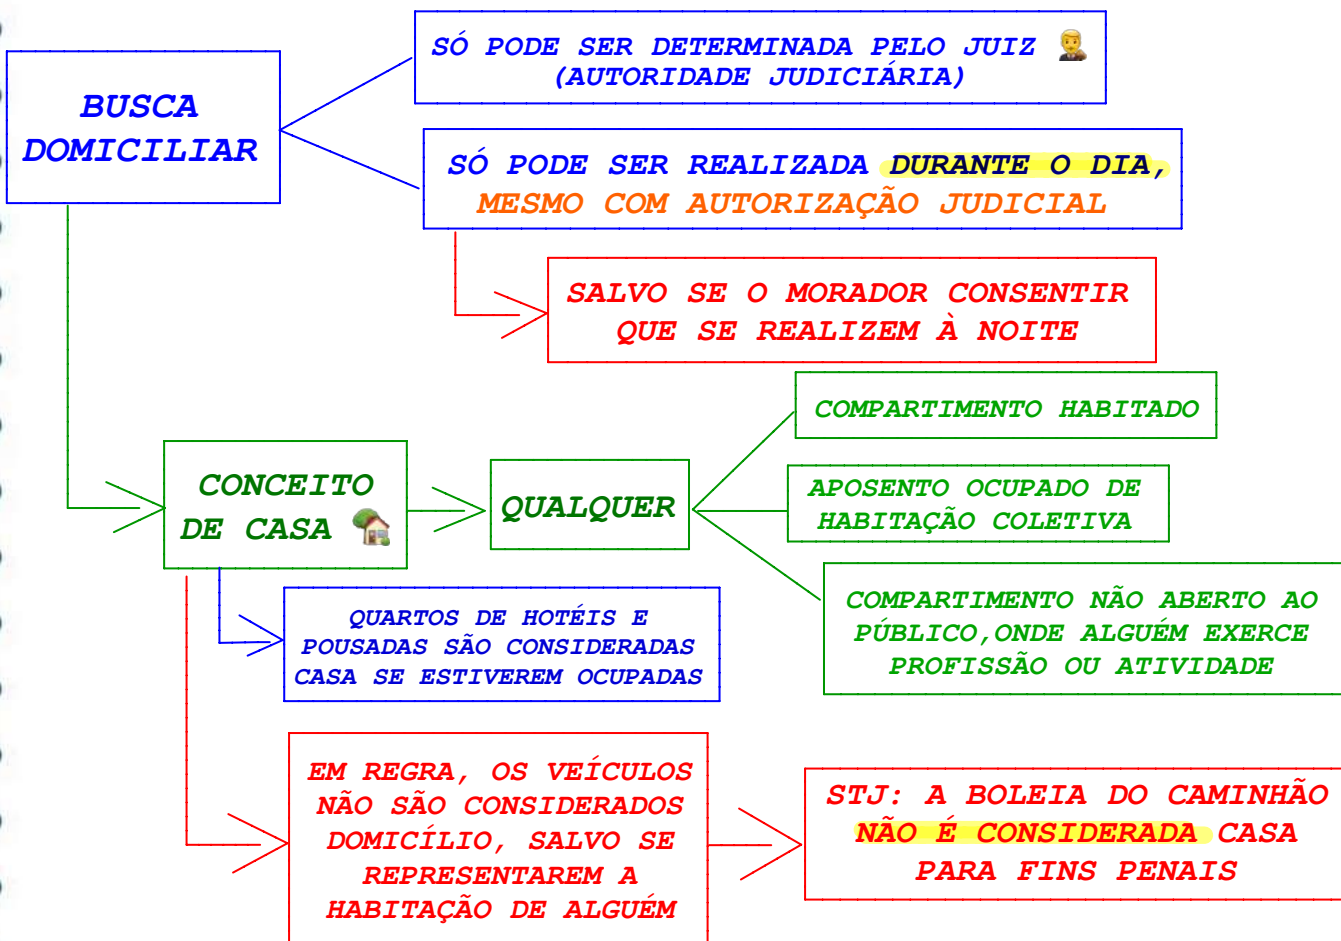 BUSCA
DOMICILIAR
SÓ PODE SER DETERMINADA PELO JUIZ
(AUTORIDADE JUDICIÁRIA)
SÓ PODE SER REALIZADA DURANTE O DIA,
MESMO COM AUTORIZAÇÃO JUDICIAL
SALVO SE O MORADOR CONSENTIR
QUE SE REALIZEM À NOITE
CONCEITO
DE CASA
QUALQUER
COMPARTIMENTO HABITADO
APOSENTO OCUPADO DE
HABITAÇÃO COLETIVA
COMPARTIMENTO NÃO ABERTO AO
PÚBLICO,ONDE ALGUÉM EXERCE
PROFISSÃO OU ATIVIDADE
QUARTOS DE HOTÉIS E
POUSADAS SÃO CONSIDERADAS
CASA SE ESTIVEREM OCUPADAS
EM REGRA, OS VEÍCULOS
NÃO SÃO CONSIDERADOS
DOMICÍLIO, SALVO SE
REPRESENTAREM A
HABITAÇÃO DE ALGUÉM
STJ: A BOLEIA DO CAMINHÃO
NÃO É CONSIDERADA CASA
PARA FINS PENAIS